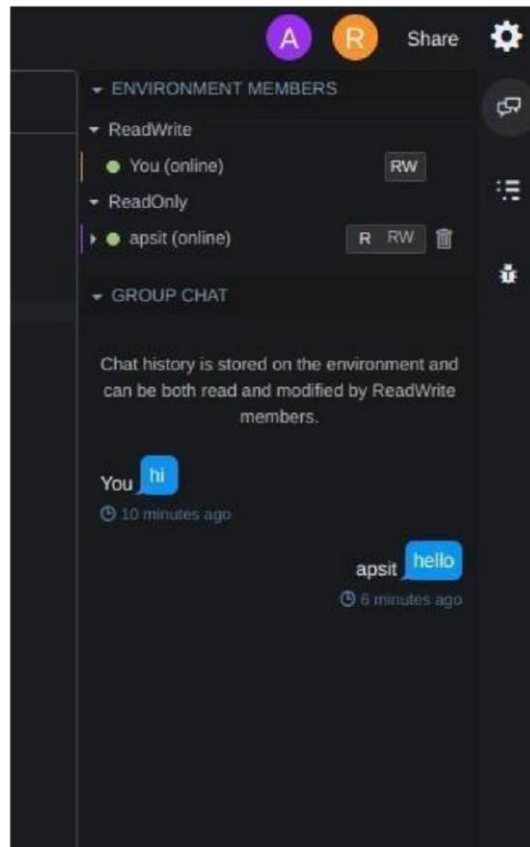 A R Share
ENVIRONMENT MEMBERS
ReadWrite
You (online) RW
ReadOnly
apsit (online) R RW
GROUP CHAT
Chat history is stored on the environment and
can be both read and modified by ReadWrite
members.
You hi
10 minutes ago
apsit hello
6 minutes ago